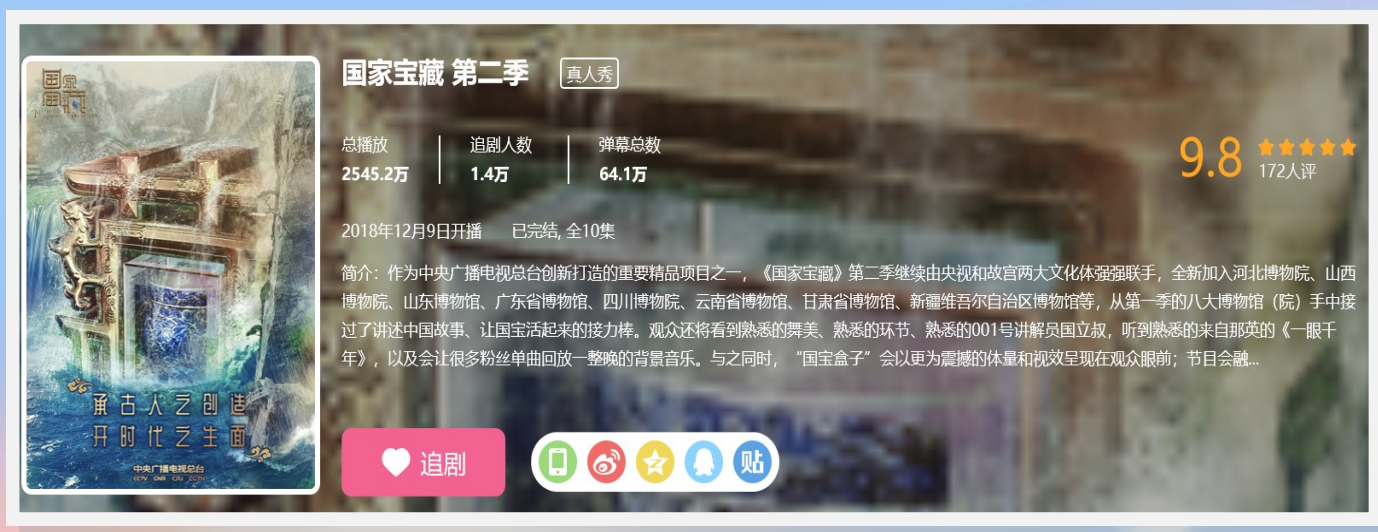 国家宝藏 第二季 真人秀
总播放 追剧人数 弹幕总数
2545.2万 1.4万 64.1万
9.8
172人评
2018年12月9日开播 已完结, 全10集
简介：作为中央广播电视总台创新打造的重要精品项目之一，《国家宝藏》第二季继续由央视和故宫两大文化体强强联手，全新加入河北博物院、山西
博物院、山东博物馆、广东省博物馆、四川博物院、云南省博物馆、甘肃省博物馆、新疆维吾尔自治区博物馆等，从第一季的八大博物馆（院）手中接
过了讲述中国故事、让国宝活起来的接力棒。观众还将看到熟悉的舞美、熟悉的环节、熟悉的001号讲解员国立叔，听到熟悉的来自那英的《一眼千
年》，以及会让很多粉丝单曲回放一整晚的背景音乐。与之同时，“国宝盒子”会以更为震撼的体量和视效呈现在观众眼前；节目会融...
追剧
贴
国家宝藏
承古人之创造
开时代之生面
中央广播电视总台
CCTV CNR CRI CGTN